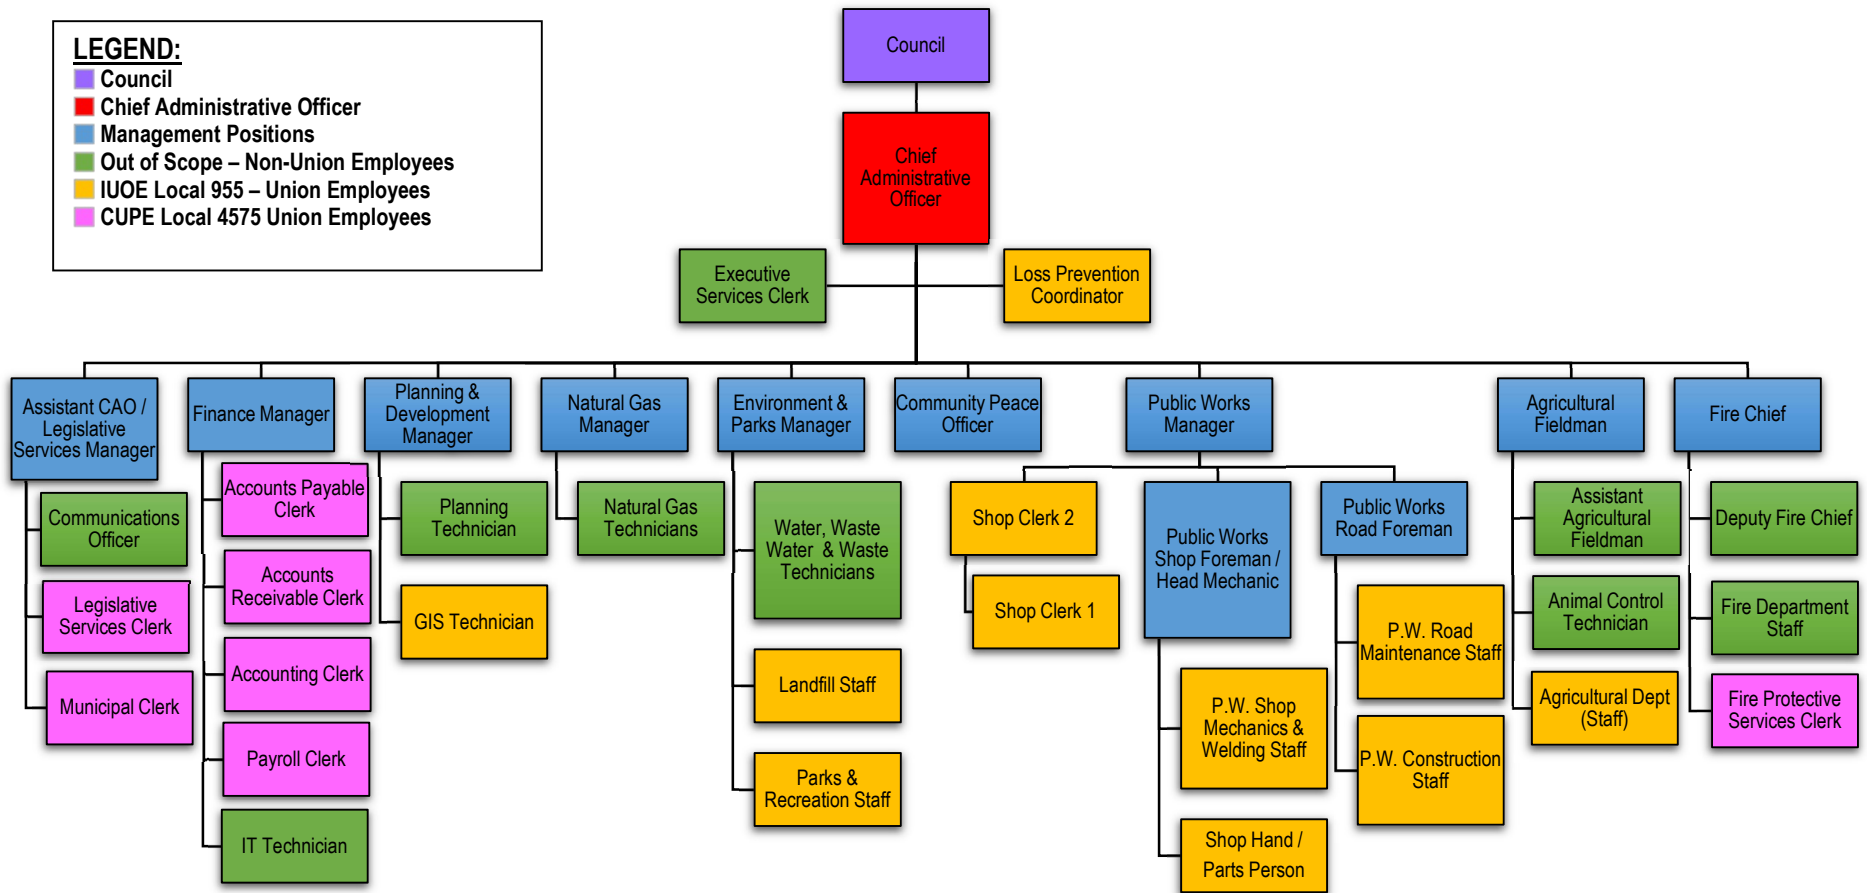 LEGEND:
Council
Chief Administrative Officer
Management Positions
Out of Scope – Non-Union Employees
IUOE Local 955 – Union Employees
CUPE Local 4575 Union Employees
Council
Chief
Administrative
Officer
Executive
Services Clerk
Loss Prevention
Coordinator
Assistant CAO /
Legislative
Services Manager
Finance Manager
Planning &
Development
Manager
Natural Gas
Manager
Environment &
Parks Manager
Community Peace
Officer
Public Works
Manager
Agricultural
Fieldman
Fire Chief
Communications
Officer
Legislative
Services Clerk
Municipal Clerk
Accounts Payable
Clerk
Accounts
Receivable Clerk
Accounting Clerk
Payroll Clerk
IT Technician
Planning
Technician
GIS Technician
Natural Gas
Technicians
Water, Waste
Water & Waste
Technicians
Landfill Staff
Parks &
Recreation Staff
Shop Clerk 2
Shop Clerk 1
Public Works
Shop Foreman /
Head Mechanic
P.W. Shop
Mechanics &
Welding Staff
Shop Hand /
Parts Person
Public Works
Road Foreman
P.W. Road
Maintenance Staff
P.W. Construction
Staff
Assistant
Agricultural
Fieldman
Animal Control
Technician
Agricultural Dept
(Staff)
Deputy Fire Chief
Fire Department
Staff
Fire Protective
Services Clerk